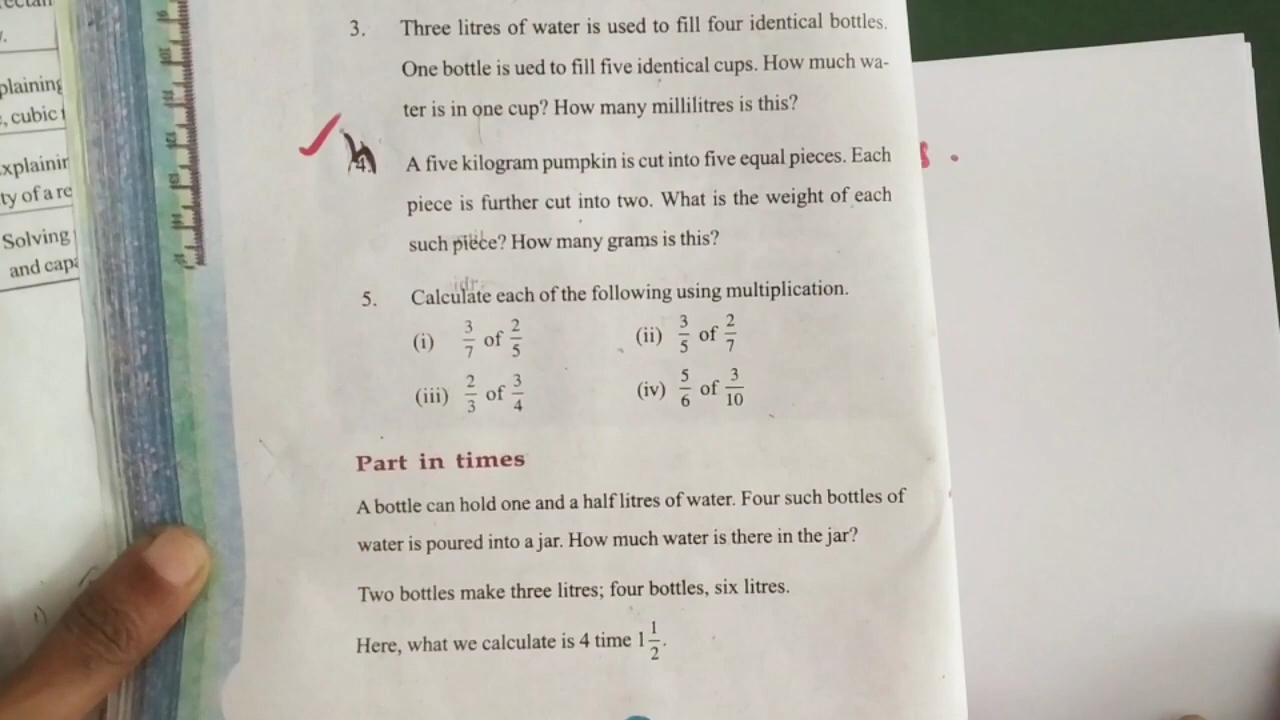 plaining
, cubic
xplainir
ty of a re
Solving
and capa
3. Three litres of water is used to fill four identical bottles.
One bottle is ued to fill five identical cups. How much wa-
ter is in one cup? How many millilitres is this?
4. A five kilogram pumpkin is cut into five equal pieces. Each
piece is further cut into two. What is the weight of each
such piece? How many grams is this?
5. Calculate each of the following using multiplication.
(i) 3/7 of 2/5 (ii) 3/5 of 2/7
(iii) 2/3 of 3/4 (iv) 5/6 of 3/10
Part in times
A bottle can hold one and a half litres of water. Four such bottles of
water is poured into a jar. How much water is there in the jar?
Two bottles make three litres; four bottles, six litres.
Here, what we calculate is 4 time 1 1/2.